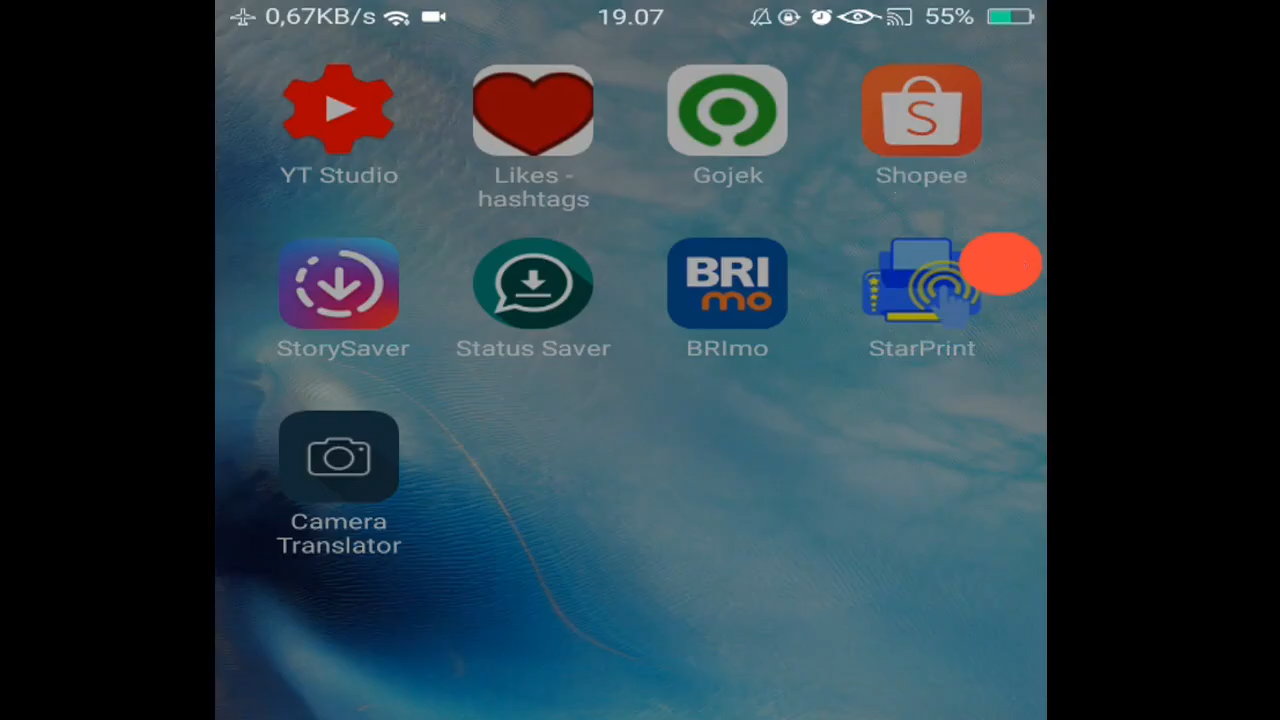 0,67KB/s 19.07 55%
YT Studio
Likes -
hashtags
Gojek
Shopee
S
BRI
mo
StorySaver
Status Saver
BRImo
StarPrint
Camera
Translator